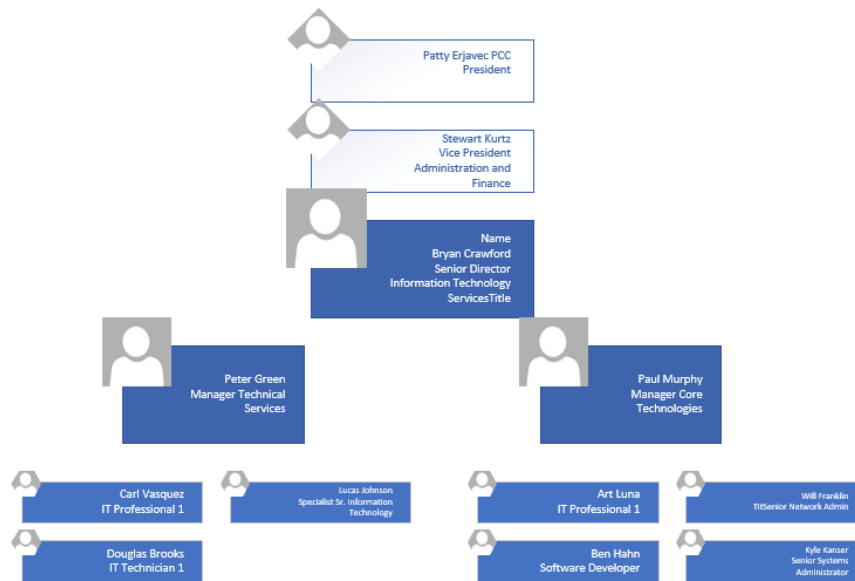 Patty Erjavec PCC
President
Stewart Kurtz
Vice President
Administration and
Finance
Name
Bryan Crawford
Senior Director
Information Technology
ServicesTitle
Peter Green
Manager Technical
Services
Paul Murphy
Manager Core
Technologies
Carl Vasquez
IT Professional 1
Lucas Johnson
Specialist Sr. Information
Technology
Art Luna
IT Professional 1
Will Franklin
TitSenior Network Admin
Douglas Brooks
IT Technician 1
Ben Hahn
Software Developer
Kyle Kanser
Senior Systems
Administrator